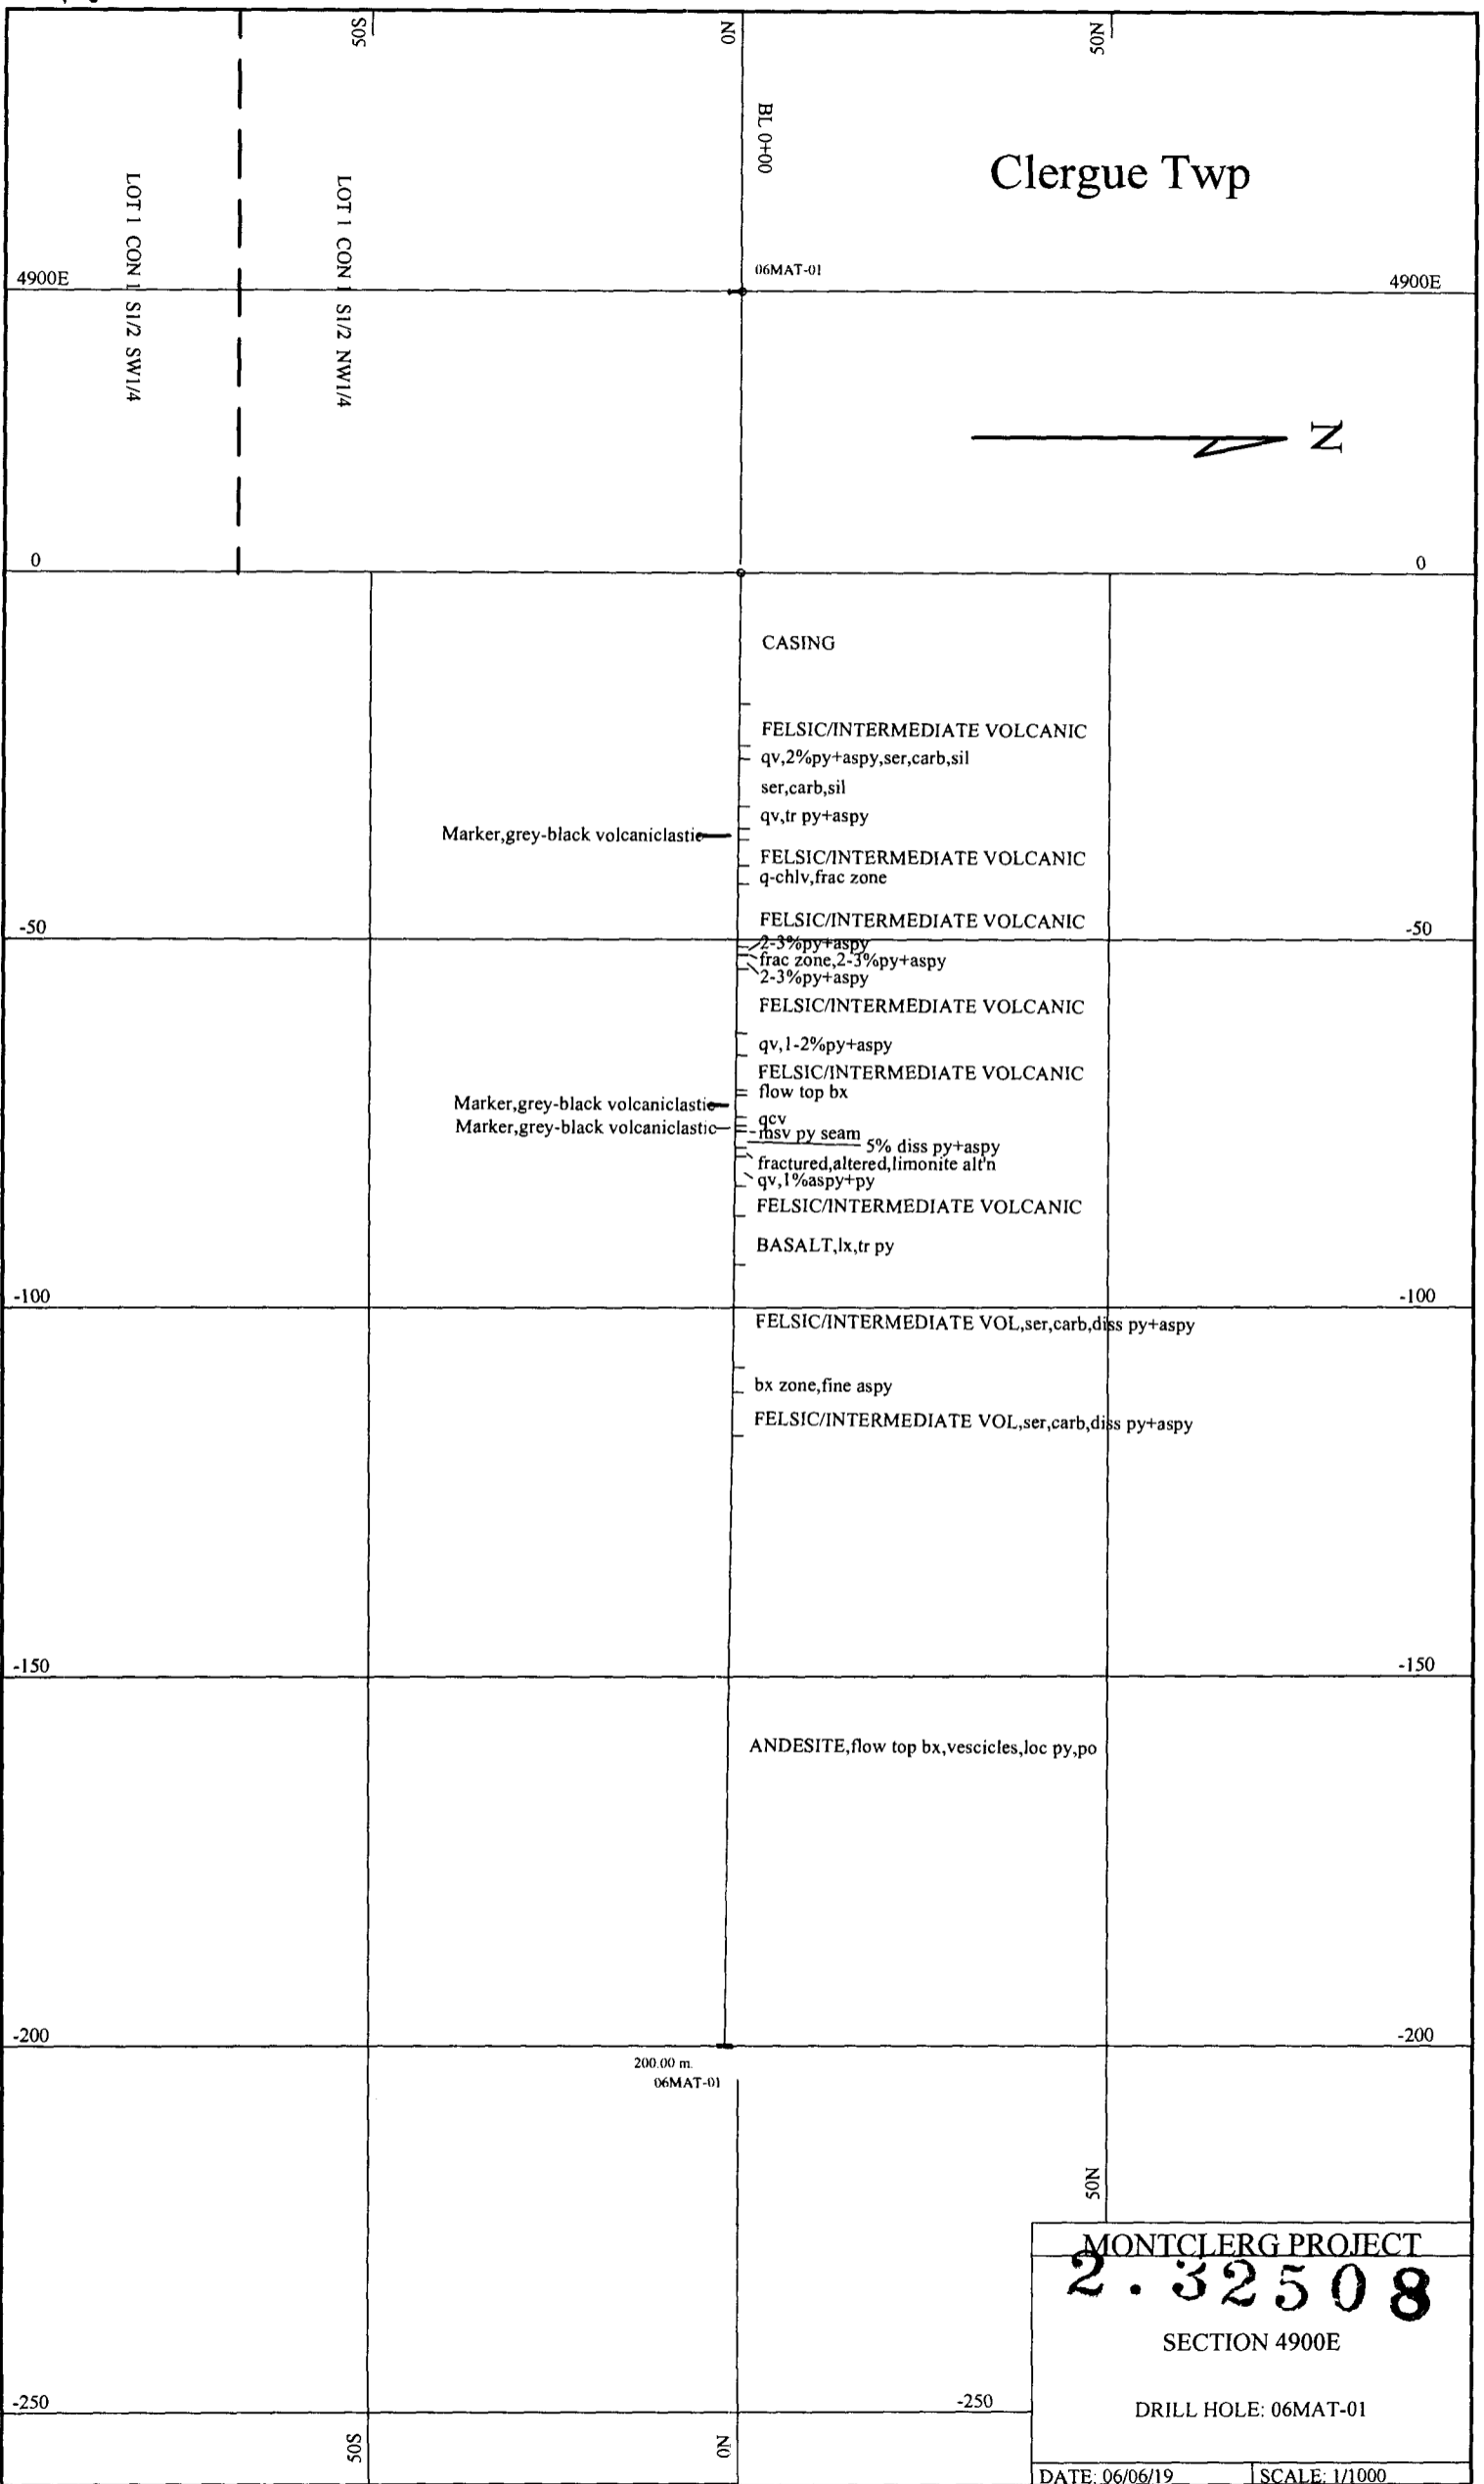 50S
0N
50N
BL 0+00
Clergue Twp
LOT 1 CON 1 S1/2 SW1/4
LOT 1 CON 1 S1/2 NW1/4
06MAT-01
4900E
4900E
N
0
0
CASING
FELSIC/INTERMEDIATE VOLCANIC
qv,2%py+aspy,ser,carb,sil
ser,carb,sil
qv,tr py+aspy
Marker,grey-black volcaniclastic
FELSIC/INTERMEDIATE VOLCANIC
q-chlv,frac zone
FELSIC/INTERMEDIATE VOLCANIC
-50
-50
2-3%py+aspy
frac zone,2-3%py+aspy
2-3%py+aspy
FELSIC/INTERMEDIATE VOLCANIC
qv,1-2%py+aspy
FELSIC/INTERMEDIATE VOLCANIC
flow top bx
Marker,grey-black volcaniclastic
qcv
Marker,grey-black volcaniclastic
msv py seam
5% diss py+aspy
fractured,altered,limonite alt'n
qv,1%aspy+py
FELSIC/INTERMEDIATE VOLCANIC
BASALT,lx,tr py
-100
-100
FELSIC/INTERMEDIATE VOL,ser,carb,diss py+aspy
bx zone,fine aspy
FELSIC/INTERMEDIATE VOL,ser,carb,diss py+aspy
-150
-150
ANDESITE,flow top bx,vescicles,loc py,po
-200
-200
200.00 m.
06MAT-01
50N
MONTCLERG PROJECT
2.32508
SECTION 4900E
-250
-250
DRILL HOLE: 06MAT-01
50S
0N
DATE: 06/06/19
SCALE: 1/1000